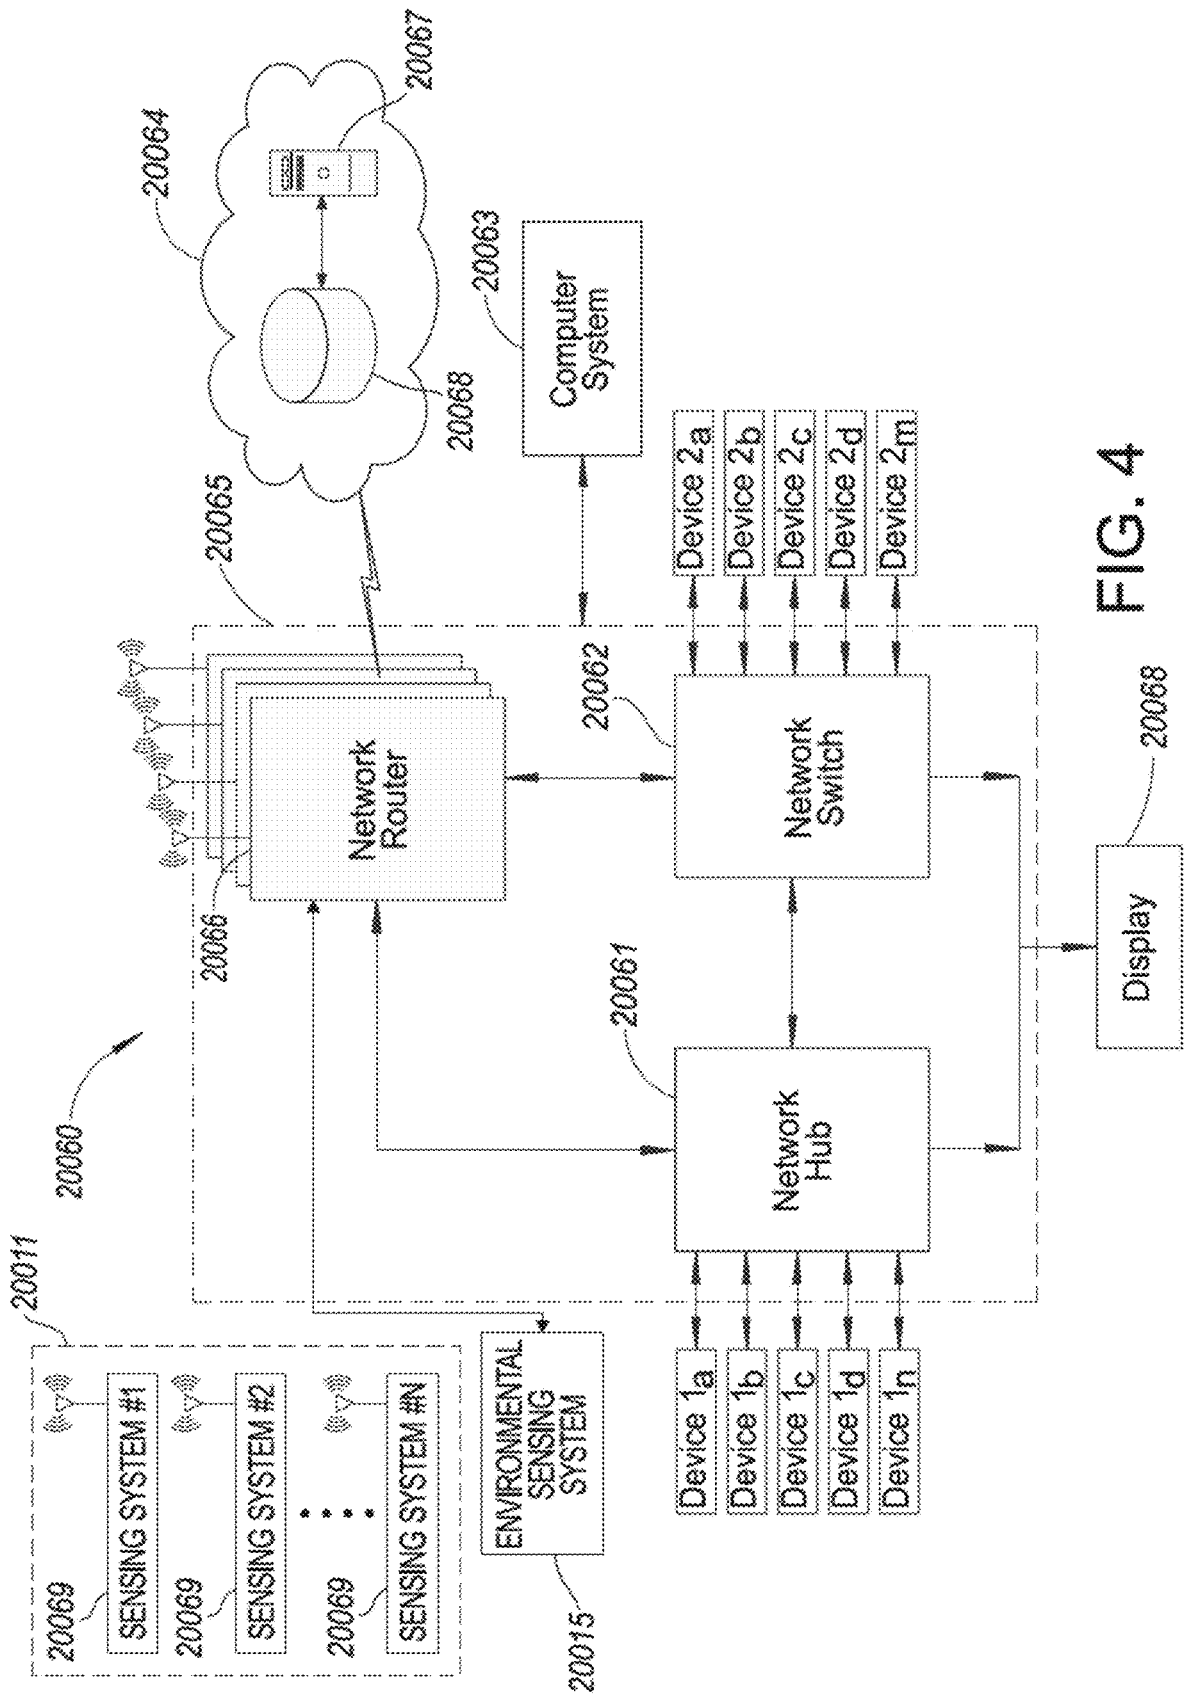 20011
20069
SENSING SYSTEM #1
20069
SENSING SYSTEM #2
20069
SENSING SYSTEM #N
ENVIRONMENTAL
SENSING
SYSTEM
20015
20060
20066
Network
Router
20065
20064
20067
20068
20063
Computer
System
20061
Network
Hub
20062
Network
Switch
Device 1a
Device 1b
Device 1c
Device 1d
Device 1n
Device 2a
Device 2b
Device 2c
Device 2d
Device 2m
Display
20068
FIG. 4